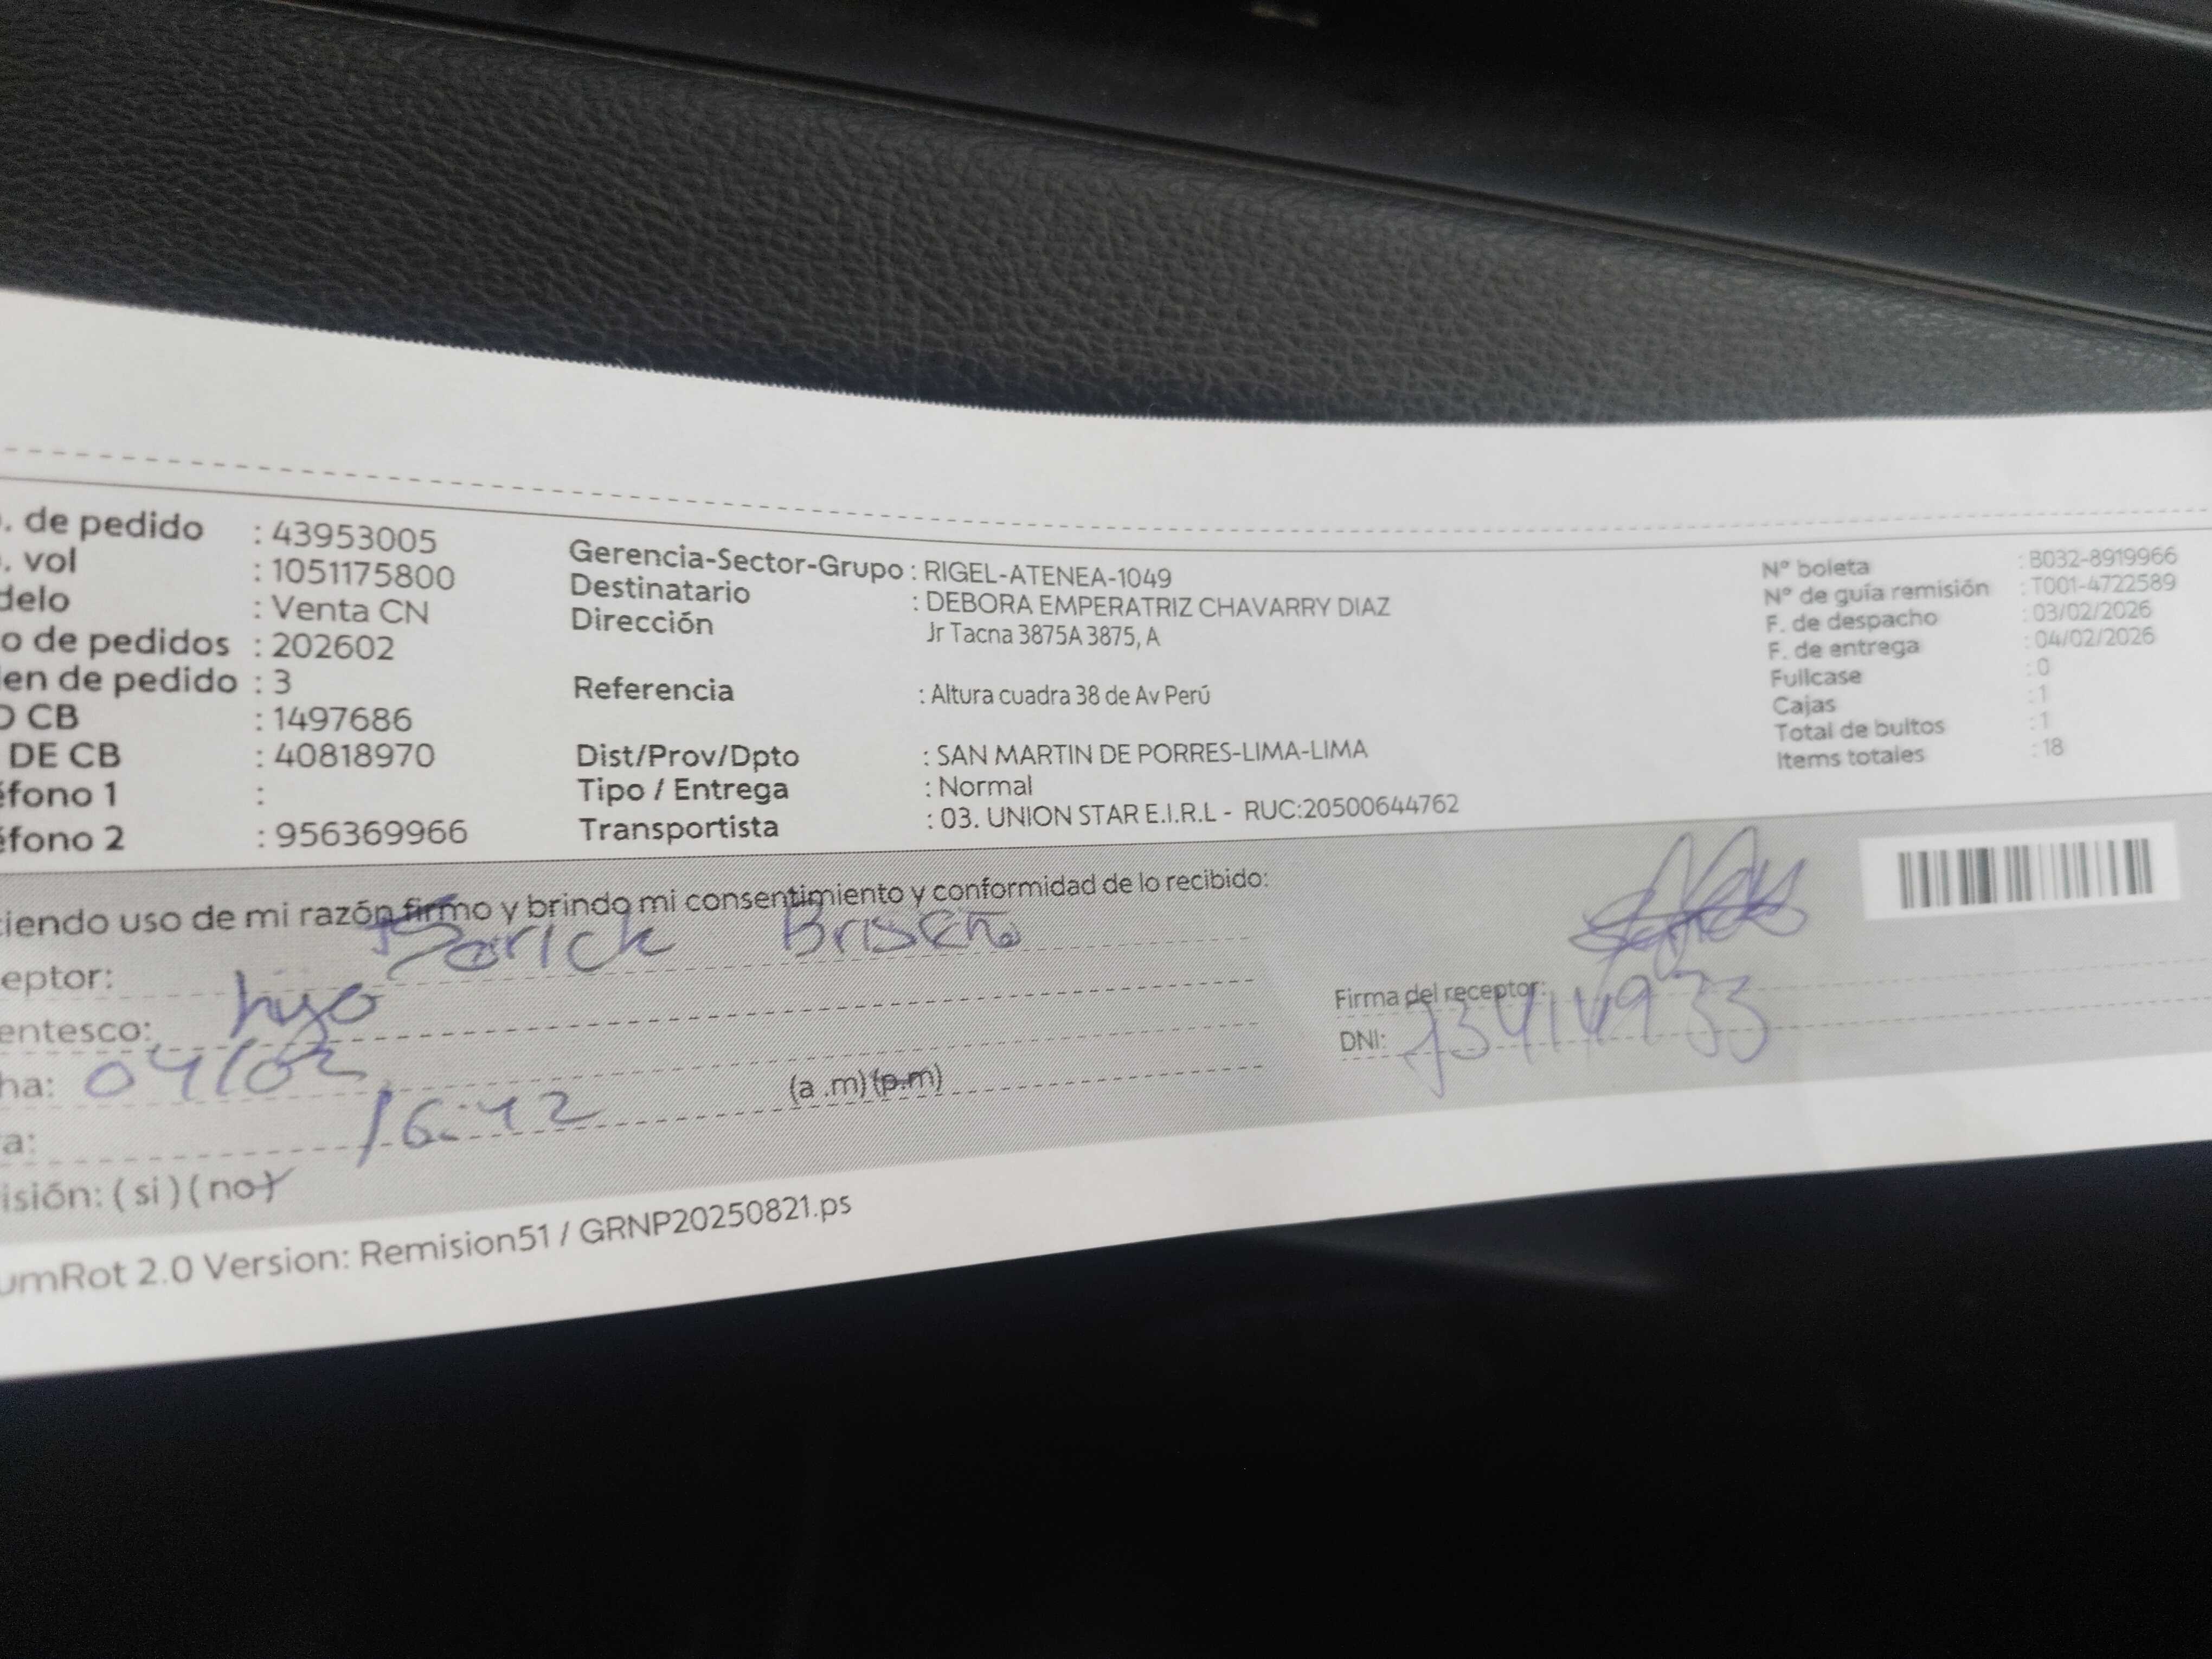 . de pedido : 43953005
. vol : 1051175800
delo : Venta CN
o de pedidos : 202602
en de pedido : 3
O CB : 1497686
DE CB : 40818970
éfono 1 :
éfono 2 : 956369966
Gerencia-Sector-Grupo : RIGEL-ATENEA-1049
Destinatario : DEBORA EMPERATRIZ CHAVARRY DIAZ
Dirección Jr Tacna 3875A 3875, A
Referencia : Altura cuadra 38 de Av Perú
Dist/Prov/Dpto : SAN MARTIN DE PORRES-LIMA-LIMA
Tipo / Entrega : Normal
Transportista : 03. UNION STAR E.I.R.L - RUC:20500644762
N° boleta : B032-8919966
N° de guía remisión : T001-4722589
F. de despacho : 03/02/2026
F. de entrega : 04/02/2026
Fullcase : 0
Cajas : 1
Total de bultos : 1
Items totales : 18
ciendo uso de mi razón firmo y brindo mi consentimiento y conformidad de lo recibido:
eptor: Briseño
entesco: hijo
ha: 04/02
a: 16:42 (a .m)(p.m)
isión: ( si ) ( no )
Firma del receptor:
DNI:
umRot 2.0 Version: Remision51 / GRNP20250821.ps